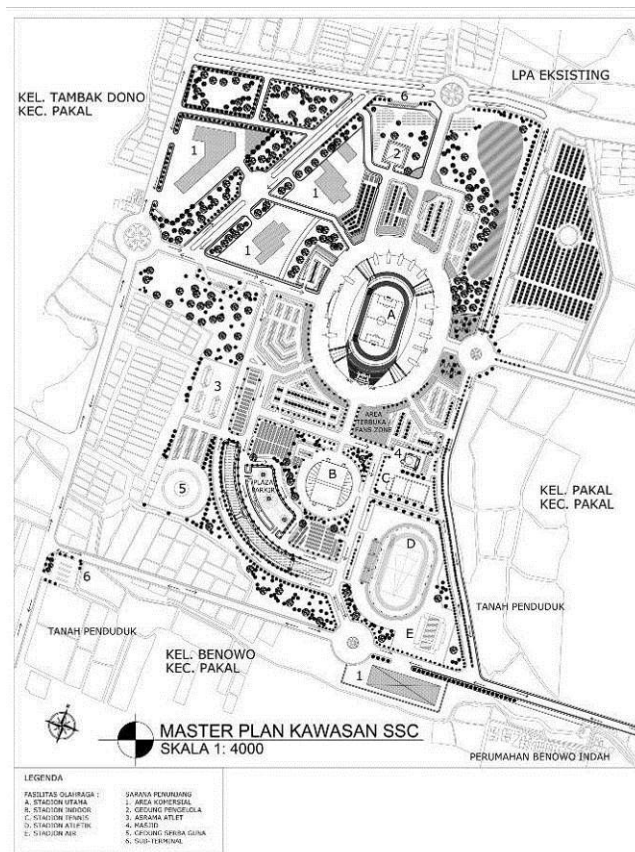 LPA EKSISTING
KEL. TAMBAK DONO
KEC. PAKAL
6
1
2
1
1
A
3
AREA
TERBUKA /
FANS ZONE
4
B
C
PLAZA
PARKIR
5
KEL. PAKAL
KEC. PAKAL
D
6
TANAH PENDUDUK
TANAH PENDUDUK
E
KEL. BENOWO
KEC. PAKAL
1
MASTER PLAN KAWASAN SSC
SKALA 1: 4000
PERUMAHAN BENOWO INDAH
LEGENDA
FASILITAS OLAHRAGA :
A. STADION UTAMA
B. STADION INDOOR
C. STADION TENNIS
D. STADION ATLETIK
E. STADION AIR
SARANA PENUNJANG
1. AREA KOMERSIAL
2. GEDUNG PENGELOLA
3. ASRAMA ATLET
4. MASJID
5. GEDUNG SERBA GUNA
6. SUB-TERMINAL